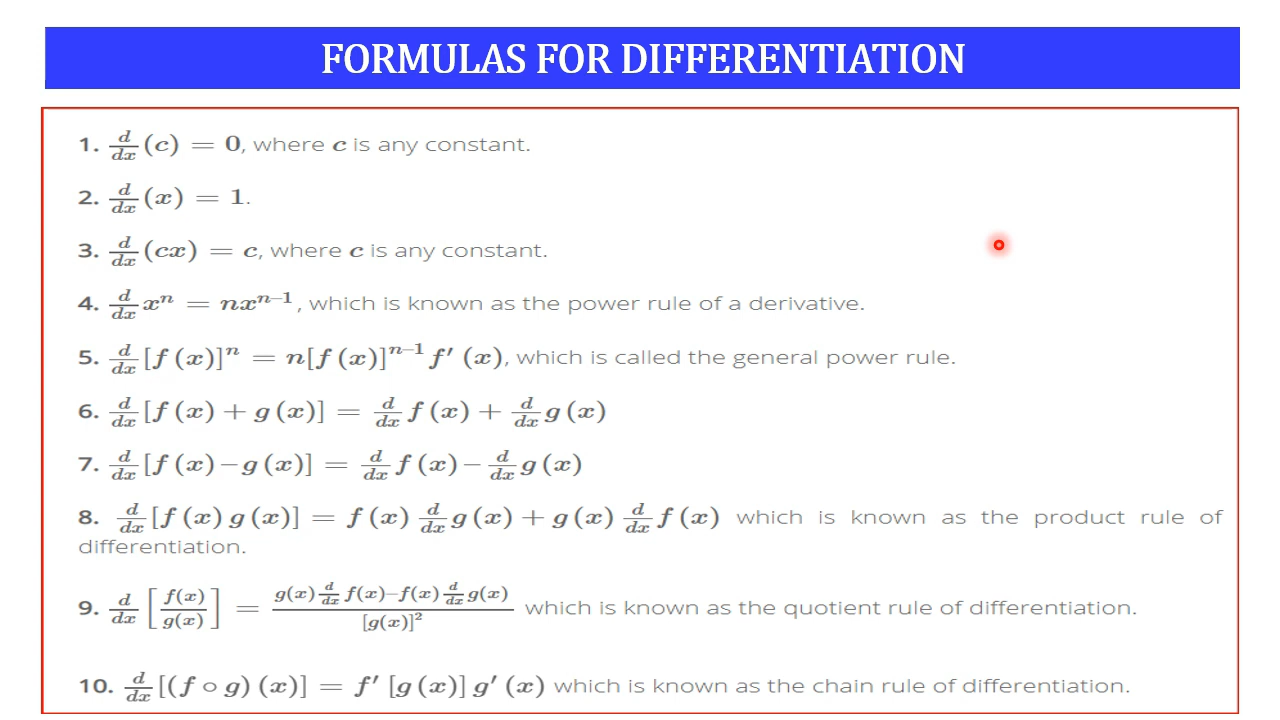 FORMULAS FOR DIFFERENTIATION
1. d/dx (c) = 0, where c is any constant.
2. d/dx (x) = 1.
3. d/dx (cx) = c, where c is any constant.
4. d/dx xⁿ = nxⁿ⁻¹, which is known as the power rule of a derivative.
5. d/dx [f (x)]ⁿ = n[f (x)]ⁿ⁻¹ f′ (x), which is called the general power rule.
6. d/dx [f (x) + g (x)] = d/dx f (x) + d/dx g (x)
7. d/dx [f (x) – g (x)] = d/dx f (x) – d/dx g (x)
8. d/dx [f (x) g (x)] = f (x) d/dx g (x) + g (x) d/dx f (x) which is known as the product rule of
differentiation.
9. d/dx [f(x)/g(x)] = (g(x) d/dx f(x)–f(x) d/dx g(x))/[g(x)]² which is known as the quotient rule of differentiation.
10. d/dx [(f ∘ g) (x)] = f′ [g (x)] g′ (x) which is known as the chain rule of differentiation.